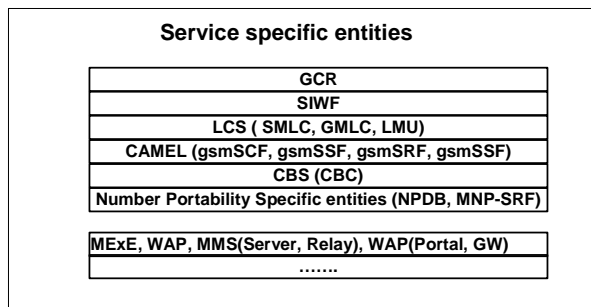 Service specific entities
GCR
SIWF
LCS ( SMLC, GMLC, LMU)
CAMEL (gsmSCF, gsmSSF, gsmSRF, gsmSSF)
CBS (CBC)
Number Portability Specific entities (NPDB, MNP-SRF)
MExE, WAP, MMS(Server, Relay), WAP(Portal, GW)
.......